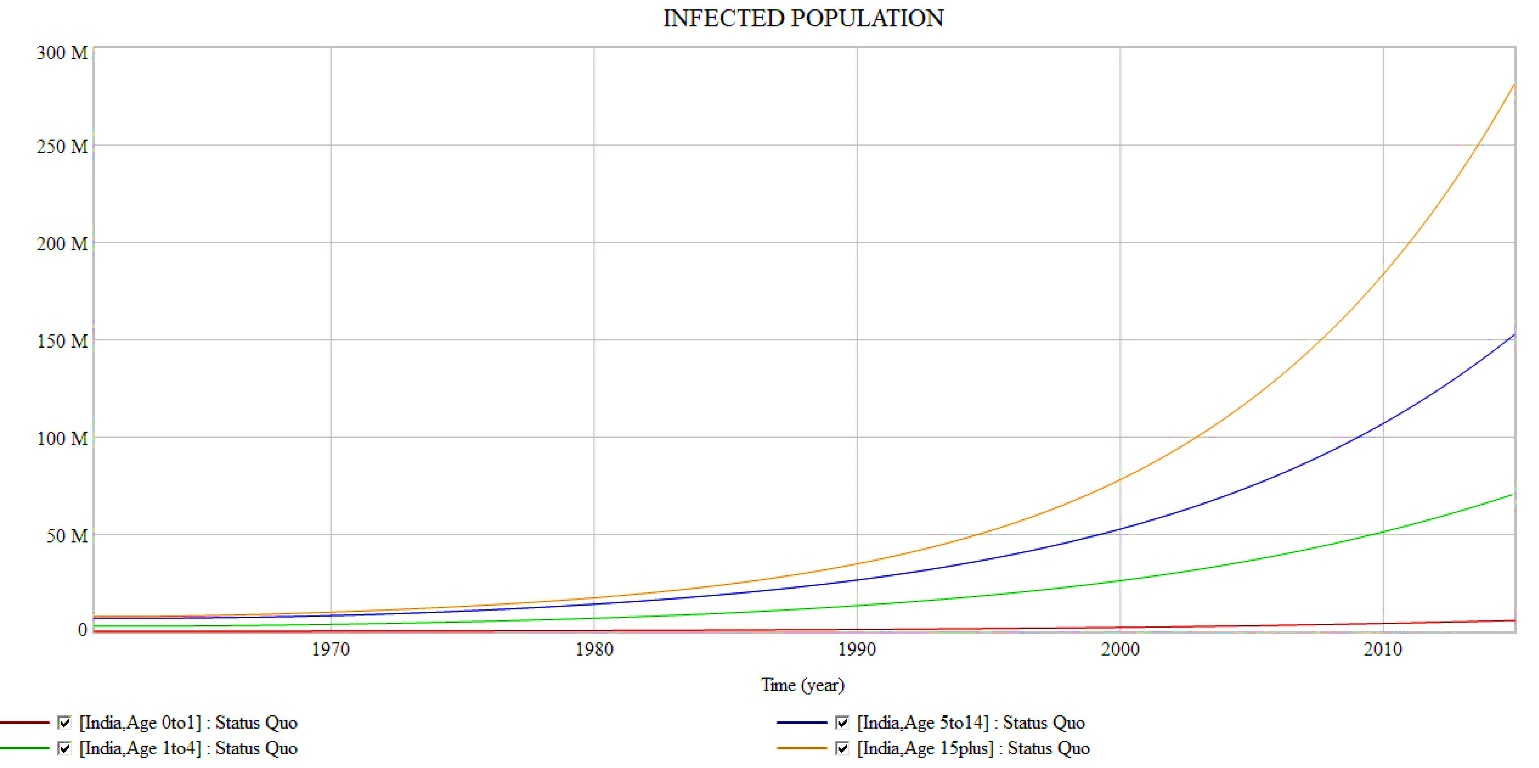 INFECTED POPULATION
300 M
250 M
200 M
150 M
100 M
50 M
0
1970 1980 1990 2000 2010
Time (year)
[India,Age 0to1] : Status Quo [India,Age 5to14] : Status Quo
[India,Age 1to4] : Status Quo [India,Age 15plus] : Status Quo